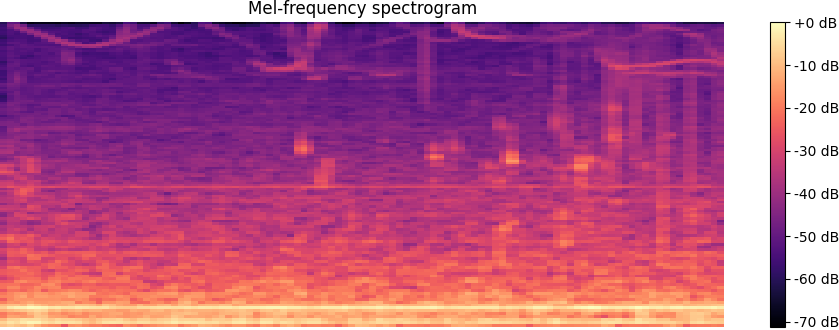 Mel-frequency spectrogram
+0 dB
-10 dB
-20 dB
-30 dB
-40 dB
-50 dB
-60 dB
-70 dB